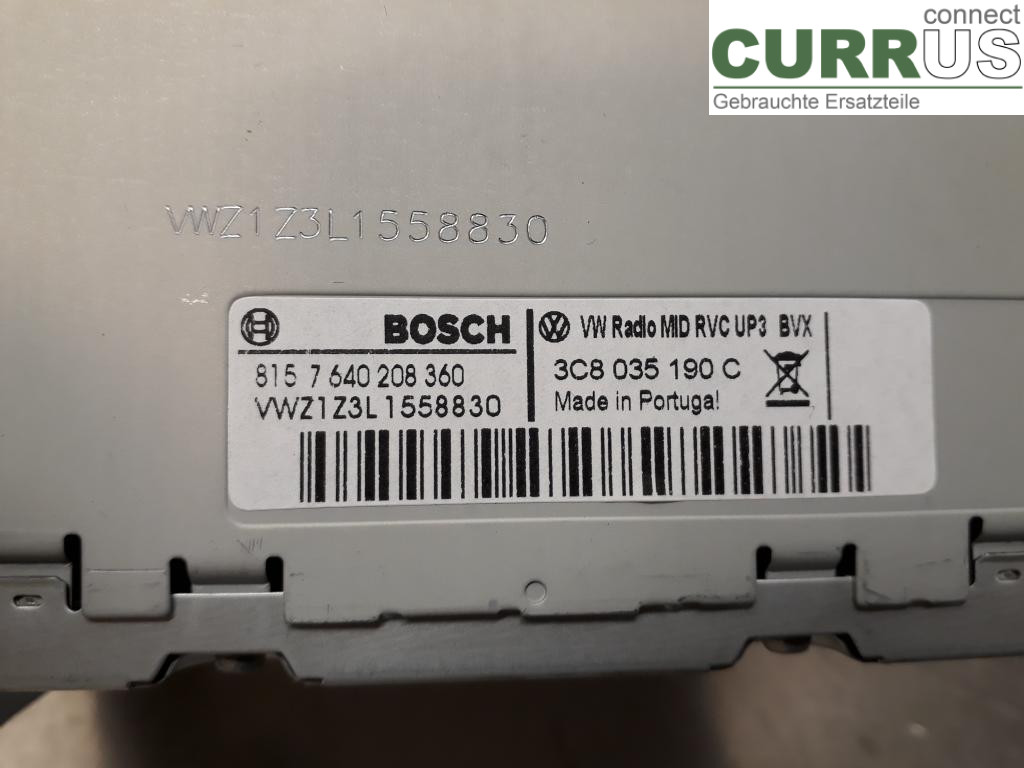 connect
CURRUS
Gebrauchte Ersatzteile
VWZ1Z3L1558830
BOSCH
815 7 640 208 360
VWZ1Z3L1558830
VW Radio MID RVC UP3 BVX
3C8 035 190 C
Made in Portugal